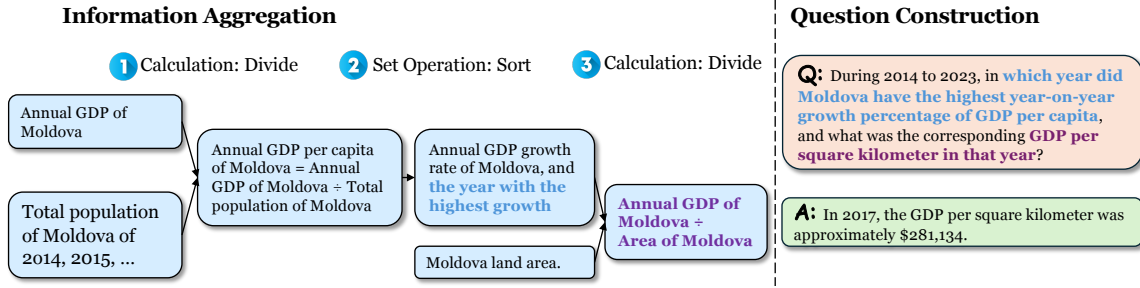 Information Aggregation
1 Calculation: Divide
2 Set Operation: Sort
3 Calculation: Divide
Annual GDP of
Moldova
Total population
of Moldova of
2014, 2015, ...
Annual GDP per capita
of Moldova = Annual
GDP of Moldova ÷ Total
population of Moldova
Annual GDP growth
rate of Moldova, and
the year with the
highest growth
Moldova land area.
Annual GDP of
Moldova ÷
Area of Moldova
Question Construction
Q: During 2014 to 2023, in which year did
Moldova have the highest year-on-year
growth percentage of GDP per capita,
and what was the corresponding GDP per
square kilometer in that year?
A: In 2017, the GDP per square kilometer was
approximately $281,134.